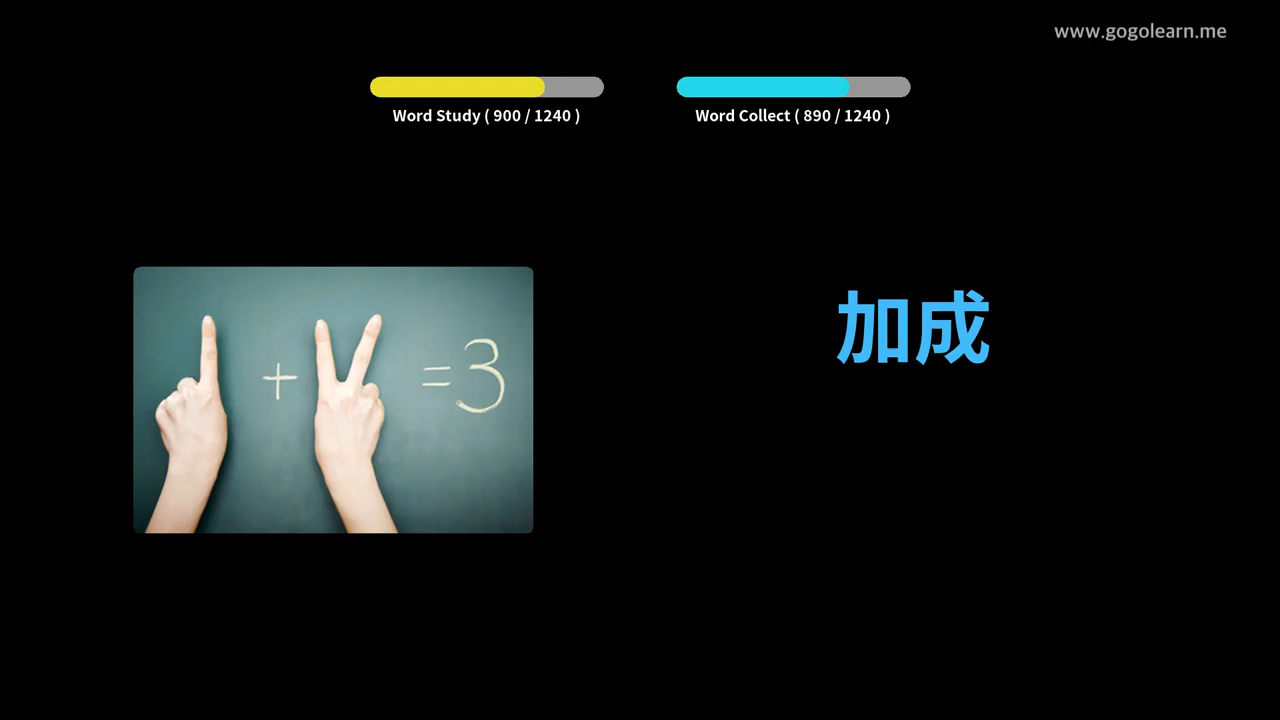 www.gogolearn.me
Word Study ( 900 / 1240 )
Word Collect ( 890 / 1240 )
+ = 3
加成